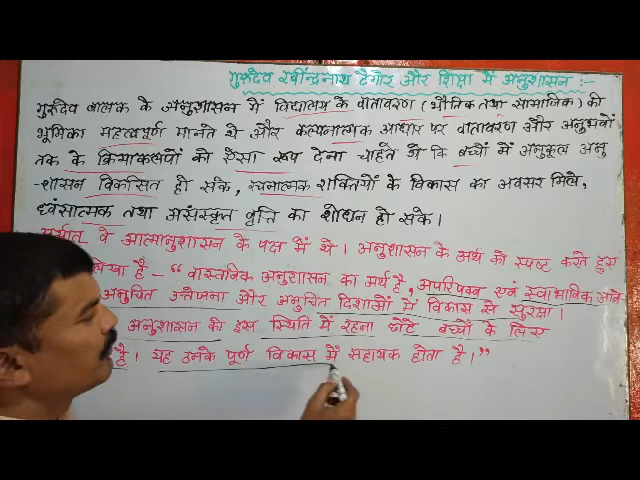 गुरुदेव रवीन्द्रनाथ टैगोर और शिक्षा में अनुशासन :-
गुरुदेव बालक के अनुशासन में विद्यालय के वातावरण (भौतिक तथा सामाजिक) की
भूमिका महत्वपूर्ण मानते थे और कल्पनात्मक आधार पर वातावरण और अनुभवों
तक के क्रियाकलापों को ऐसा रूप देना चाहते थे कि बच्चों में अनुकूल अनु
-शासन विकसित हो सके, रचनात्मक शक्तियों के विकास का अवसर मिले,
ध्वंसात्मक तथा असंस्कृत वृत्ति का शोधन हो सके।
अर्थात् वे आत्मानुशासन के पक्ष में थे। अनुशासन के अर्थ को स्पष्ट करते हुए
लिखा है - “वास्तविक अनुशासन का अर्थ है, अपरिपक्व एवं स्वाभाविक
अनुचित उत्तेजना और अनुचित दिशाओं में विकास से सुरक्षा।
अनुशासन की इस स्थिति में रहना छोटे बच्चों के लिए
है। यह उनके पूर्ण विकास में सहायक होता है।”